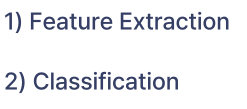 1) Feature Extraction
2) Classification